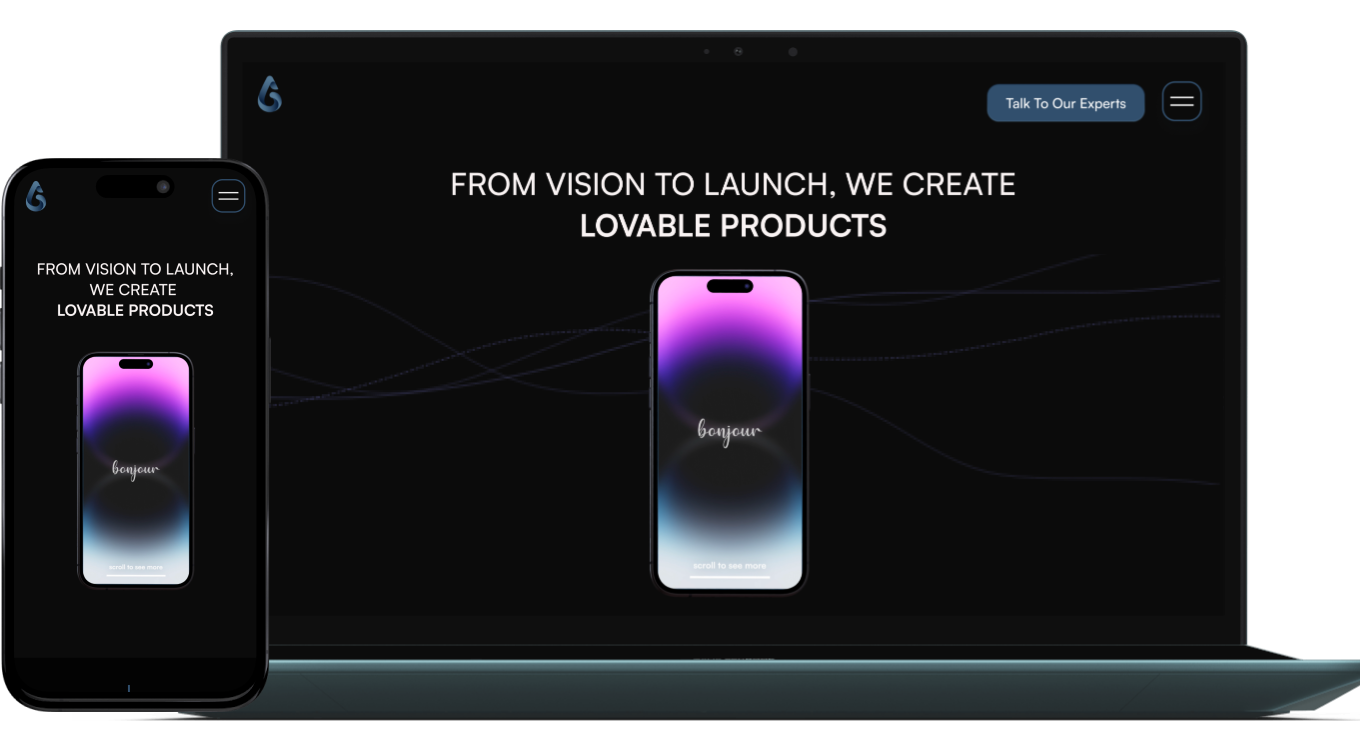 Talk To Our Experts
FROM VISION TO LAUNCH, WE CREATE
LOVABLE PRODUCTS
bonjour
scroll to see more
FROM VISION TO LAUNCH,
WE CREATE
LOVABLE PRODUCTS
bonjour
scroll to see more